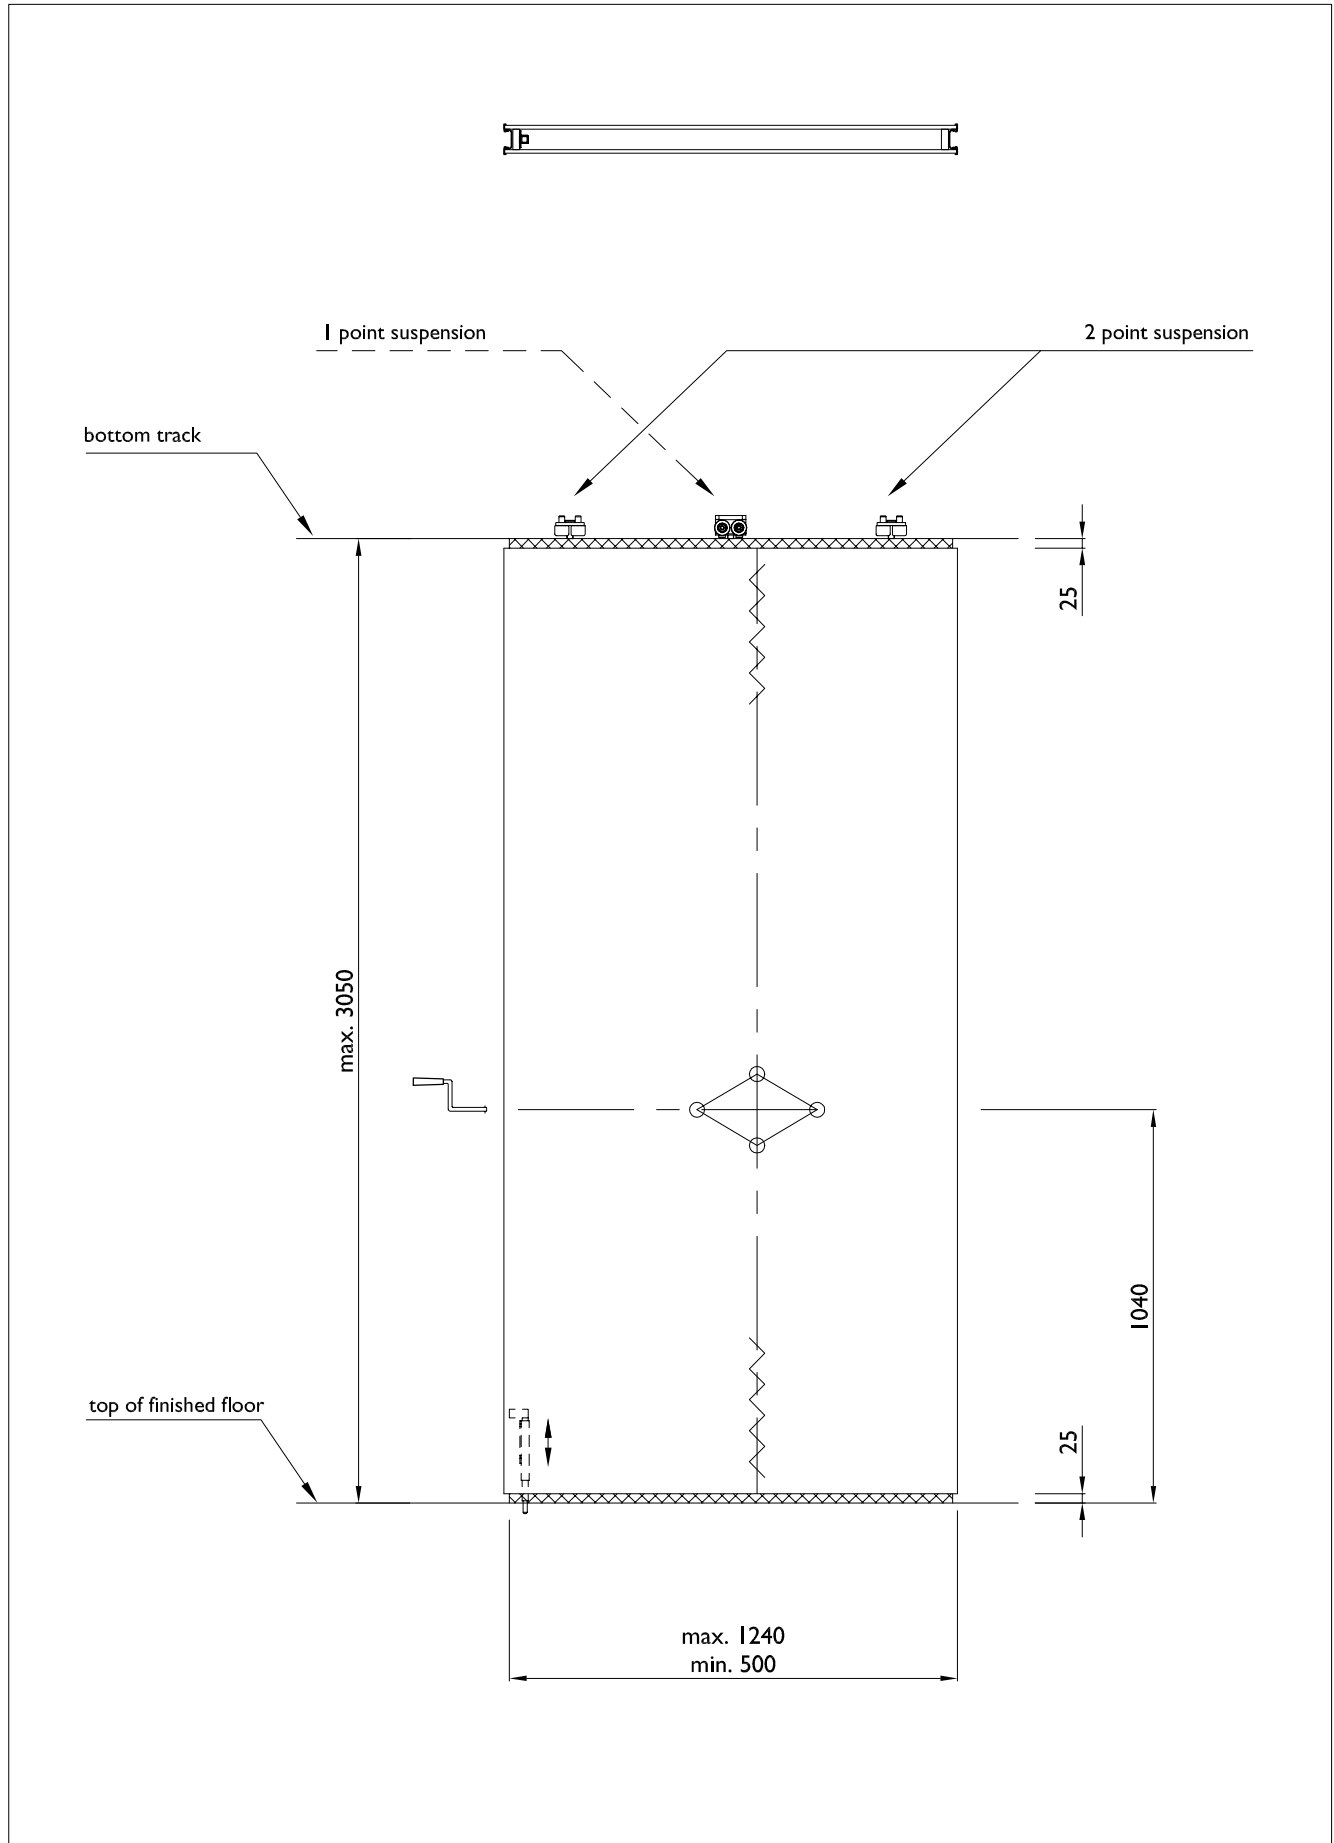 1 point suspension
2 point suspension
bottom track
25
max. 3050
1040
top of finished floor
25
max. 1240
min. 500